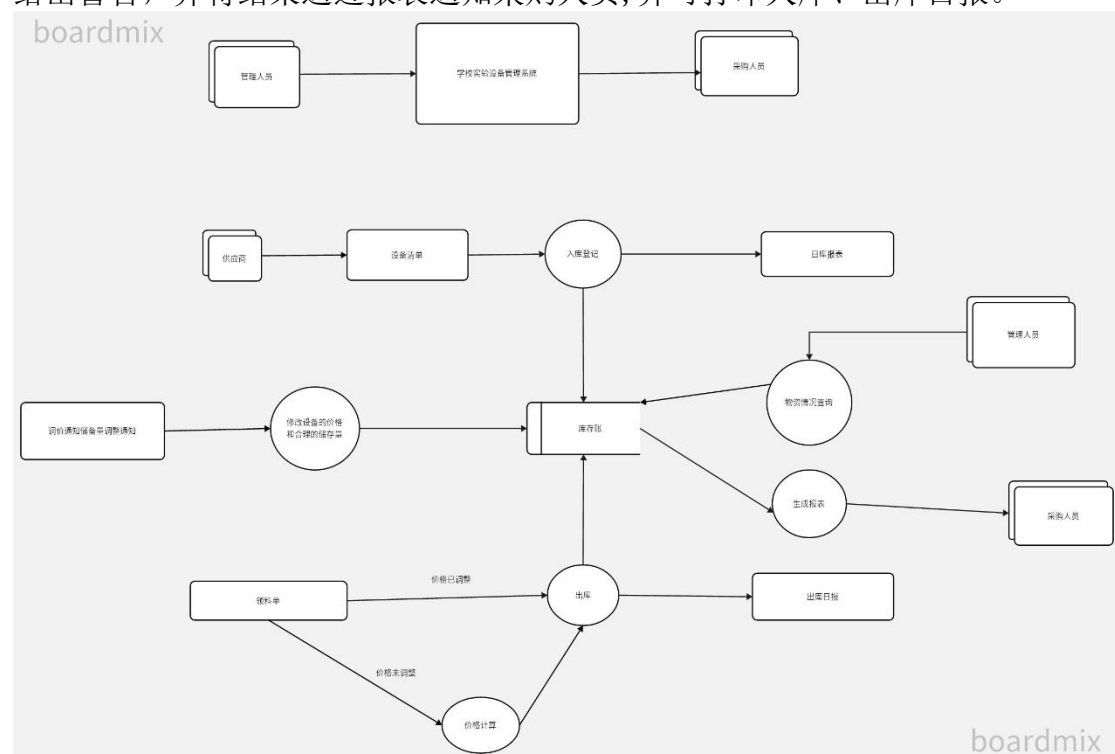 boardmix
管理人员
学校实验设备管理系统
采购人员
供应商
设备清单
入库登记
日库报表
管理人员
物资情况查询
调价通知储备量调整通知
修改设备的价格
和合理的储存量
库存账
生成报表
采购人员
价格已调整
领料单
出库
出库日报
价格未调整
价格计算
boardmix